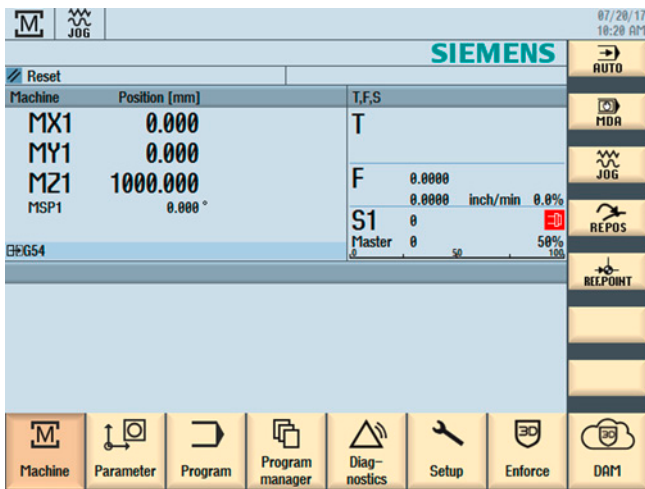 M
JOG
07/20/17
10:20 AM
SIEMENS
Reset
Machine Position [mm]
MX1 0.000
MY1 0.000
MZ1 1000.000
MSP1 0.000 °
G54
T,F,S
T
F 0.0000
0.0000 inch/min 0.0%
S1 0
Master 0 50%
0 50 100
AUTO
MDA
JOG
REPOS
REF.POINT
M
Machine
Parameter
Program
Program
manager
Diag-
nostics
Setup
3D
Enforce
3D
DAM